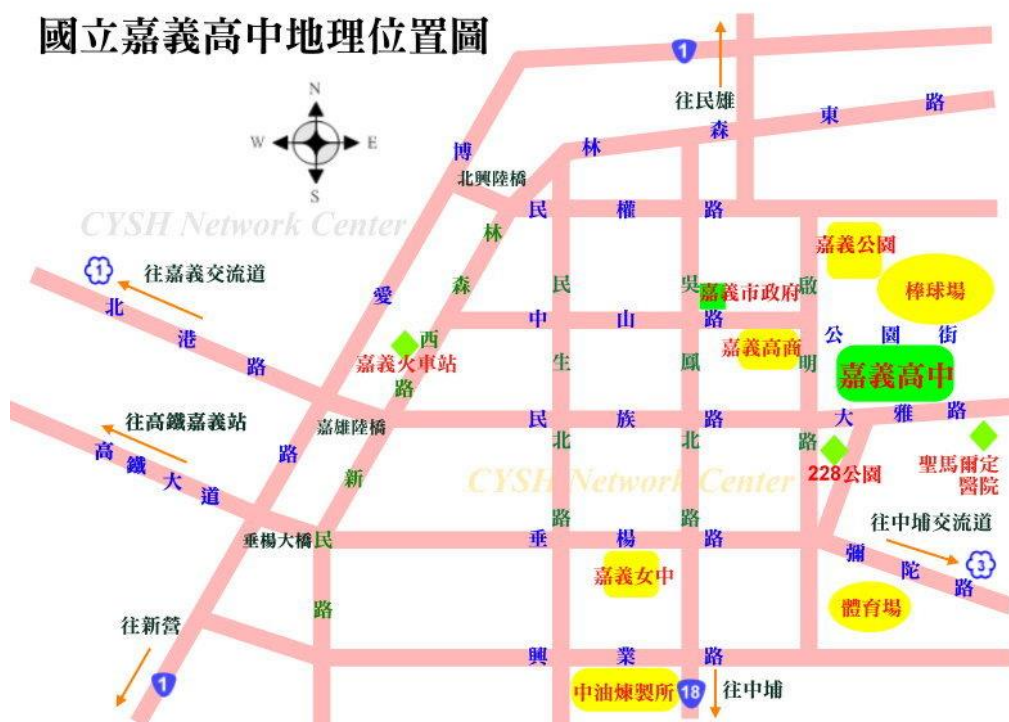 國立嘉義高中地理位置圖
N
W
E
S
CYSH Network Center
1
往民雄
林森東路
博愛路
北興陸橋
民權路
林森西路
民生北路
吳鳳北路
啟明路
嘉義公園
棒球場
嘉義市政府
公園街
1
往嘉義交流道
北港路
中山路
嘉義高商
嘉義高中
嘉義火車站
大雅路
嘉雄陸橋
民族路
往高鐵嘉義站
高鐵大道
228公園
聖馬爾定
醫院
CYSH Network Center
新民路
垂楊大橋
垂楊路
往中埔交流道
3
彌陀路
嘉義女中
體育場
往新營
1
興業路
中油煉製所
18
往中埔